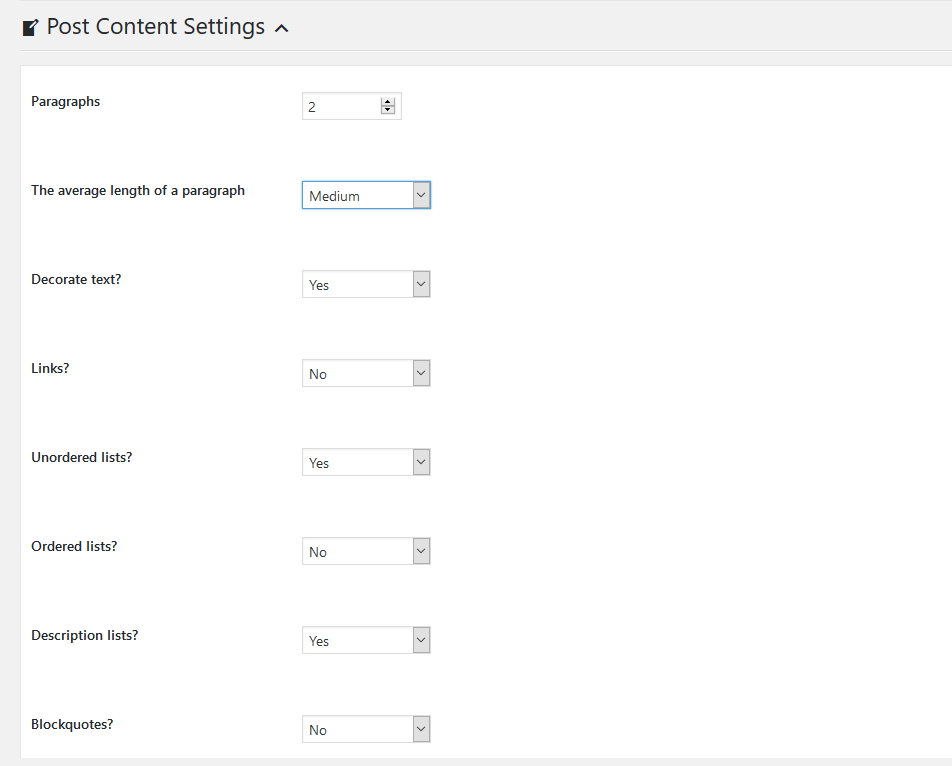 Post Content Settings
Paragraphs 2
The average length of a paragraph Medium
Decorate text? Yes
Links? No
Unordered lists? Yes
Ordered lists? No
Description lists? Yes
Blockquotes? No